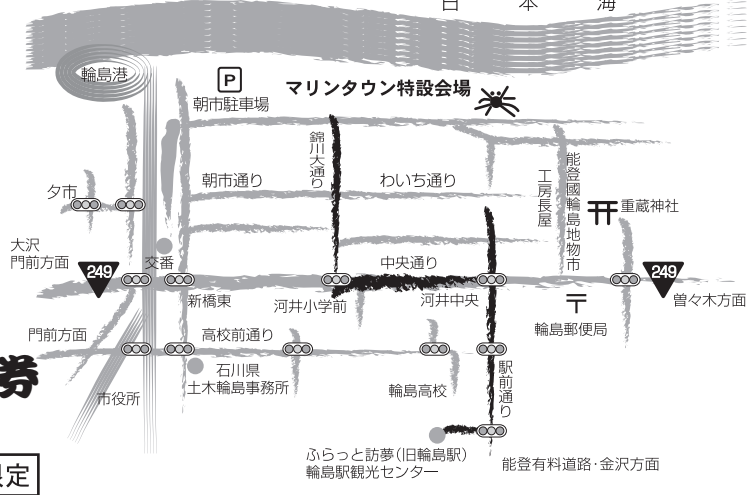 日本海
輪島港
P
朝市駐車場
マリンタウン特設会場
錦川大通り
朝市通り
わいち通り
工房長屋
能登國輪島地物市
重蔵神社
夕市
大沢
門前方面
249
交番
新橋東
河井小学前
中央通り
河井中央
249
曽々木方面
〒
輪島郵便局
門前方面
高校前通り
市役所
石川県
土木輪島事務所
輪島高校
駅前通り
券
ふらっと訪夢(旧輪島駅)
輪島駅観光センター
能登有料道路・金沢方面
限定